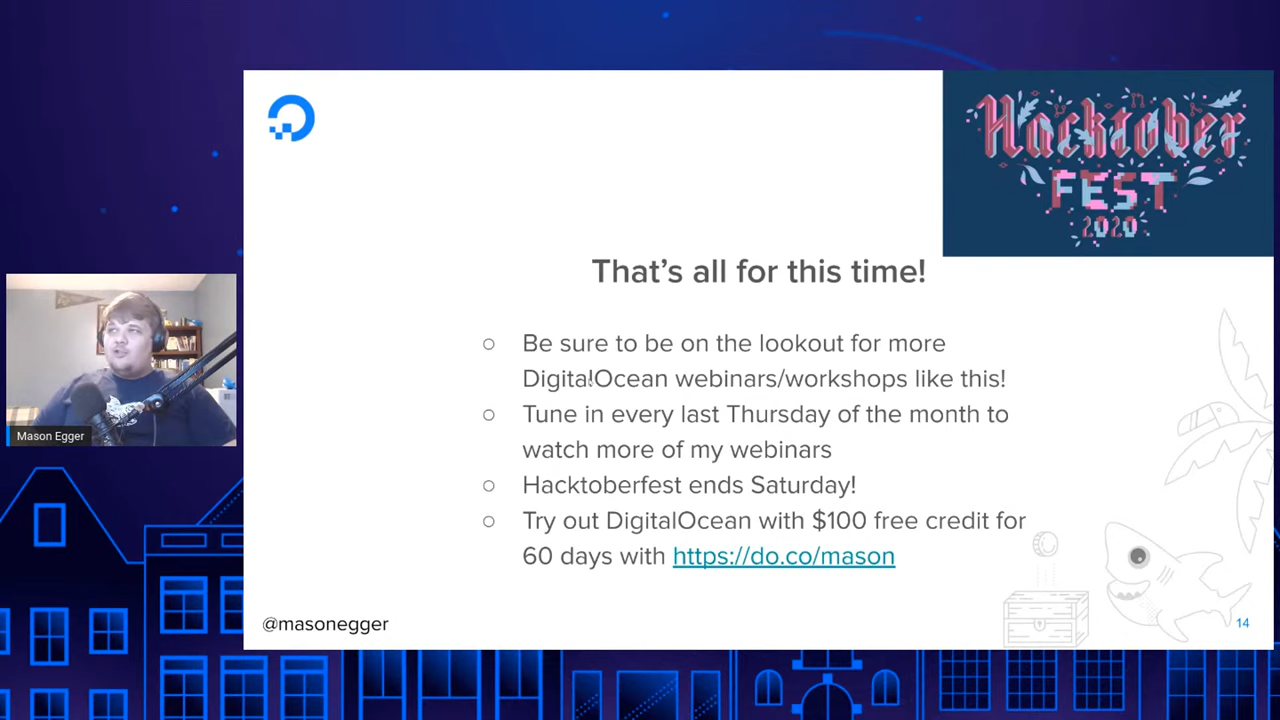 Hacktober
FEST
2020
That's all for this time!
○ Be sure to be on the lookout for more
DigitalOcean webinars/workshops like this!
○ Tune in every last Thursday of the month to
watch more of my webinars
○ Hacktoberfest ends Saturday!
○ Try out DigitalOcean with $100 free credit for
60 days with https://do.co/mason
Mason Egger
@masonegger
14